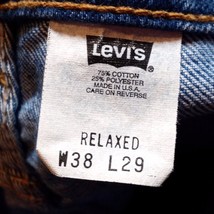 Levi's
75% COTTON
25% POLYESTER
MADE IN U.S.A.
CARE ON REVERSE
RELAXED
W38 L29